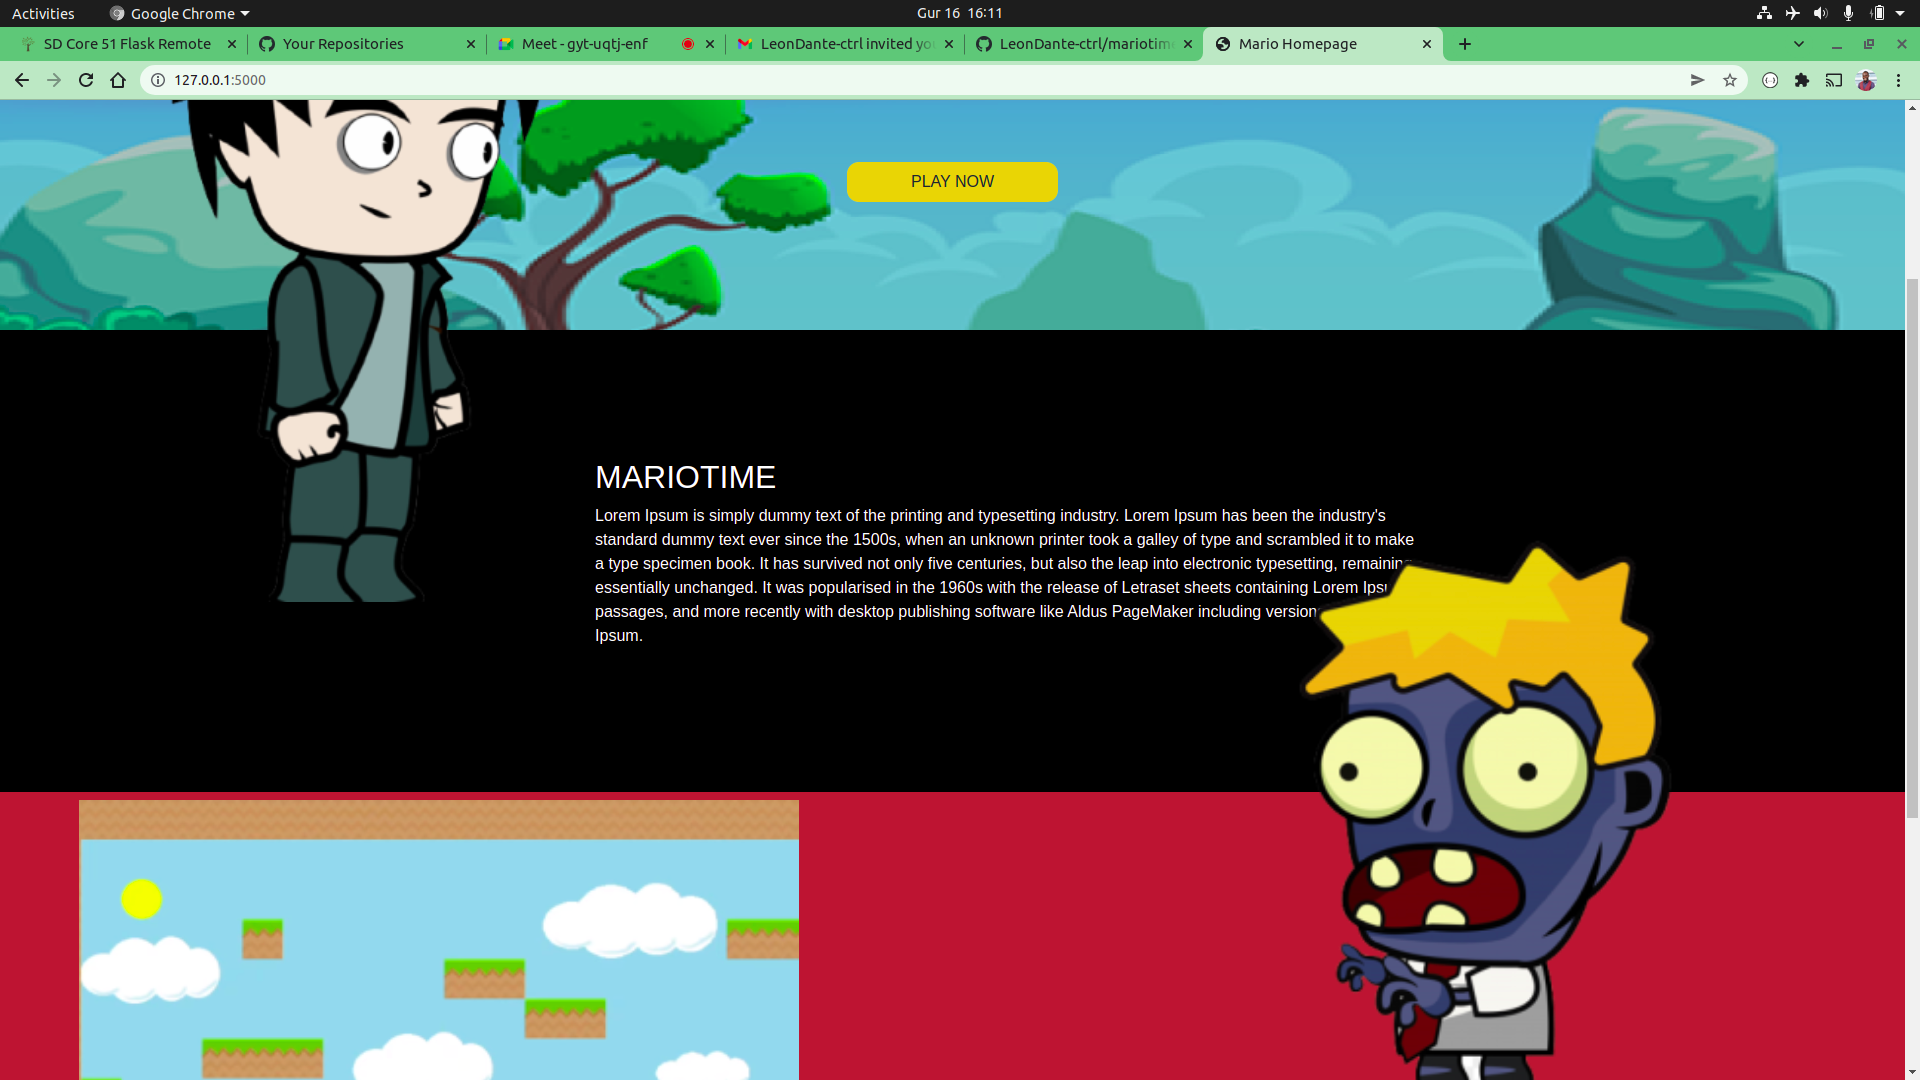 Activities
Google Chrome
Gur 16 16:11
SD Core 51 Flask Remote
Your Repositories
Meet - gyt-uqtj-enf
LeonDante-ctrl invited yo
LeonDante-ctrl/mariotim
Mario Homepage
127.0.0.1:5000
PLAY NOW
MARIOTIME
Lorem Ipsum is simply dummy text of the printing and typesetting industry. Lorem Ipsum has been the industry's
standard dummy text ever since the 1500s, when an unknown printer took a galley of type and scrambled it to make
a type specimen book. It has survived not only five centuries, but also the leap into electronic typesetting, remaining
essentially unchanged. It was popularised in the 1960s with the release of Letraset sheets containing Lorem Ipsu
passages, and more recently with desktop publishing software like Aldus PageMaker including version
Ipsum.